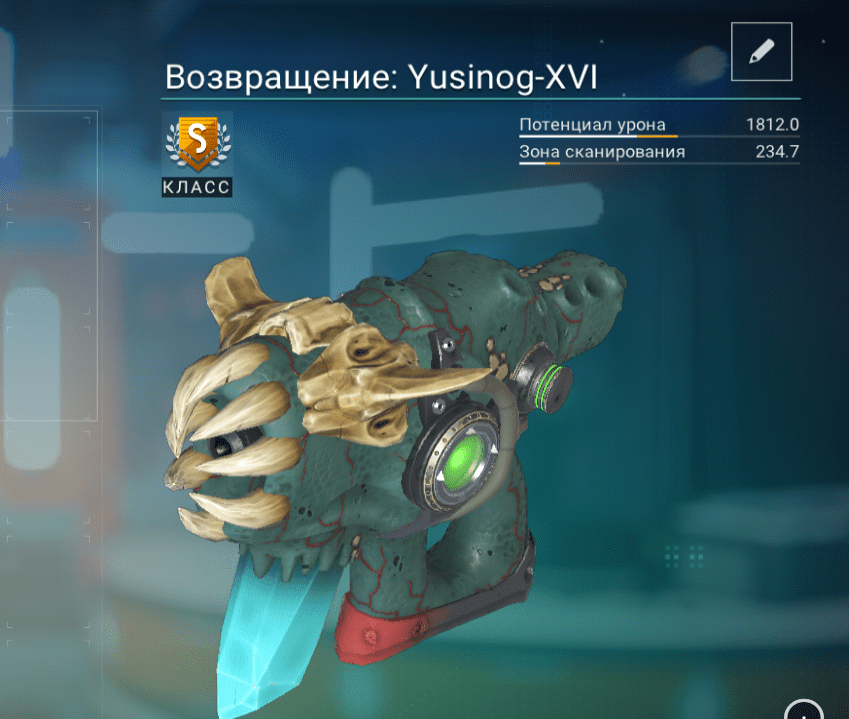 Возвращение: Yusinog-XVI
S
КЛАСС
Потенциал урона 1812.0
Зона сканирования 234.7